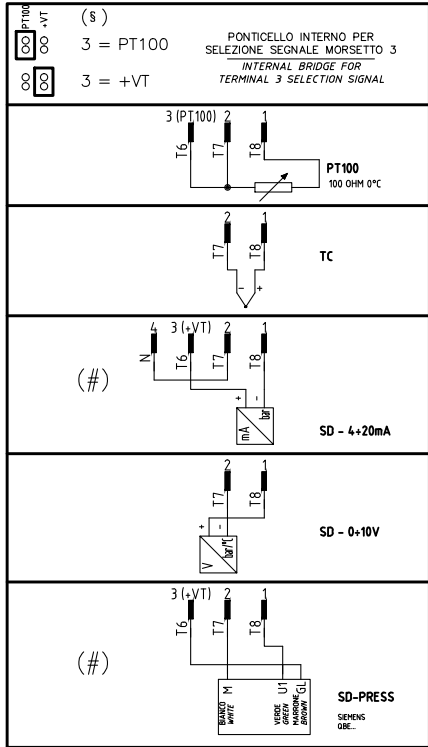 PT100
+VT
(§)
3 = PT100
3 = +VT
PONTICELLO INTERNO PER
SELEZIONE SEGNALE MORSETTO 3
INTERNAL BRIDGE FOR
TERMINAL 3 SELECTION SIGNAL
3 (PT100) 2 1
T6 T7 T8
PT100
100 OHM 0°C
2 1
T7 T8
- +
TC
4 3 (+VT) 2 1
N T6 T7 T8
(#)
+ -
mA bar
SD - 4÷20mA
2 1
T7 T8
+ -
V bar/°C
SD - 0÷10V
3 (+VT) 2 1
T6 T7 T8
(#)
M U1 GL
BIANCO VERDE MARRONE
WHITE GREEN BROWN
SD-PRESS
SIEMENS
QBE...